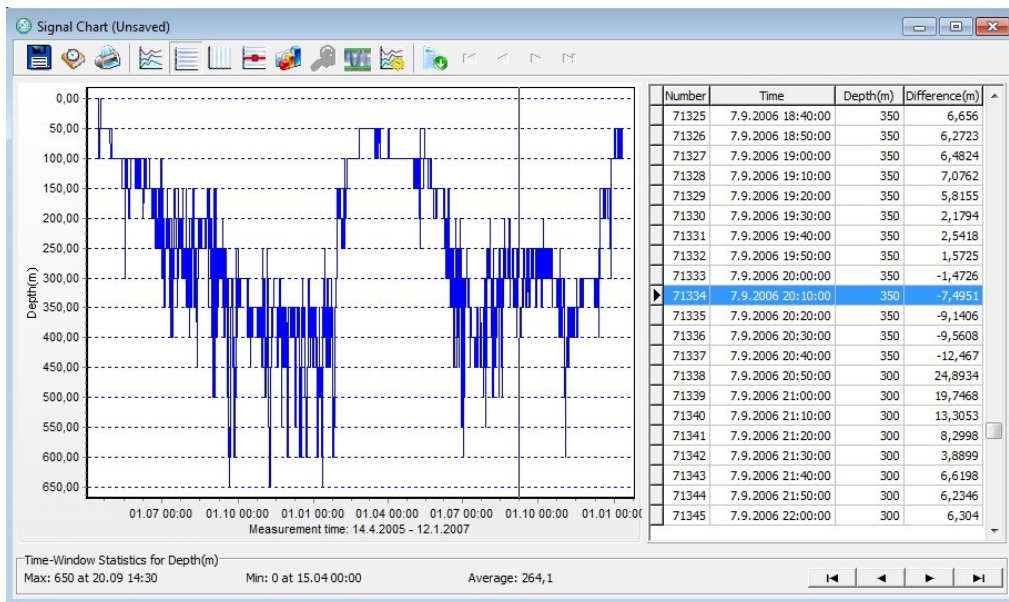 Signal Chart (Unsaved)
0,00
50,00
100,00
150,00
200,00
250,00
300,00
350,00
400,00
450,00
500,00
550,00
600,00
650,00
Depth(m)
01.07 00:00 01.10 00:00 01.01 00:00 01.04 00:00 01.07 00:00 01.10 00:00 01.01 00:0
Measurement time: 14.4.2005 - 12.1.2007
Number Time Depth(m) Difference(m)
71325 7.9.2006 18:40:00 350 6,656
71326 7.9.2006 18:50:00 350 6,2723
71327 7.9.2006 19:00:00 350 6,4824
71328 7.9.2006 19:10:00 350 7,0762
71329 7.9.2006 19:20:00 350 5,8155
71330 7.9.2006 19:30:00 350 2,1794
71331 7.9.2006 19:40:00 350 2,5418
71332 7.9.2006 19:50:00 350 1,5725
71333 7.9.2006 20:00:00 350 -1,4726
71334 7.9.2006 20:10:00 350 -7,4951
71335 7.9.2006 20:20:00 350 -9,1406
71336 7.9.2006 20:30:00 350 -9,5608
71337 7.9.2006 20:40:00 350 -12,467
71338 7.9.2006 20:50:00 300 24,8934
71339 7.9.2006 21:00:00 300 19,7468
71340 7.9.2006 21:10:00 300 13,3053
71341 7.9.2006 21:20:00 300 8,2998
71342 7.9.2006 21:30:00 300 3,8899
71343 7.9.2006 21:40:00 300 6,6198
71344 7.9.2006 21:50:00 300 6,2346
71345 7.9.2006 22:00:00 300 6,304
Time-Window Statistics for Depth(m)
Max: 650 at 20.09 14:30 Min: 0 at 15.04 00:00 Average: 264,1